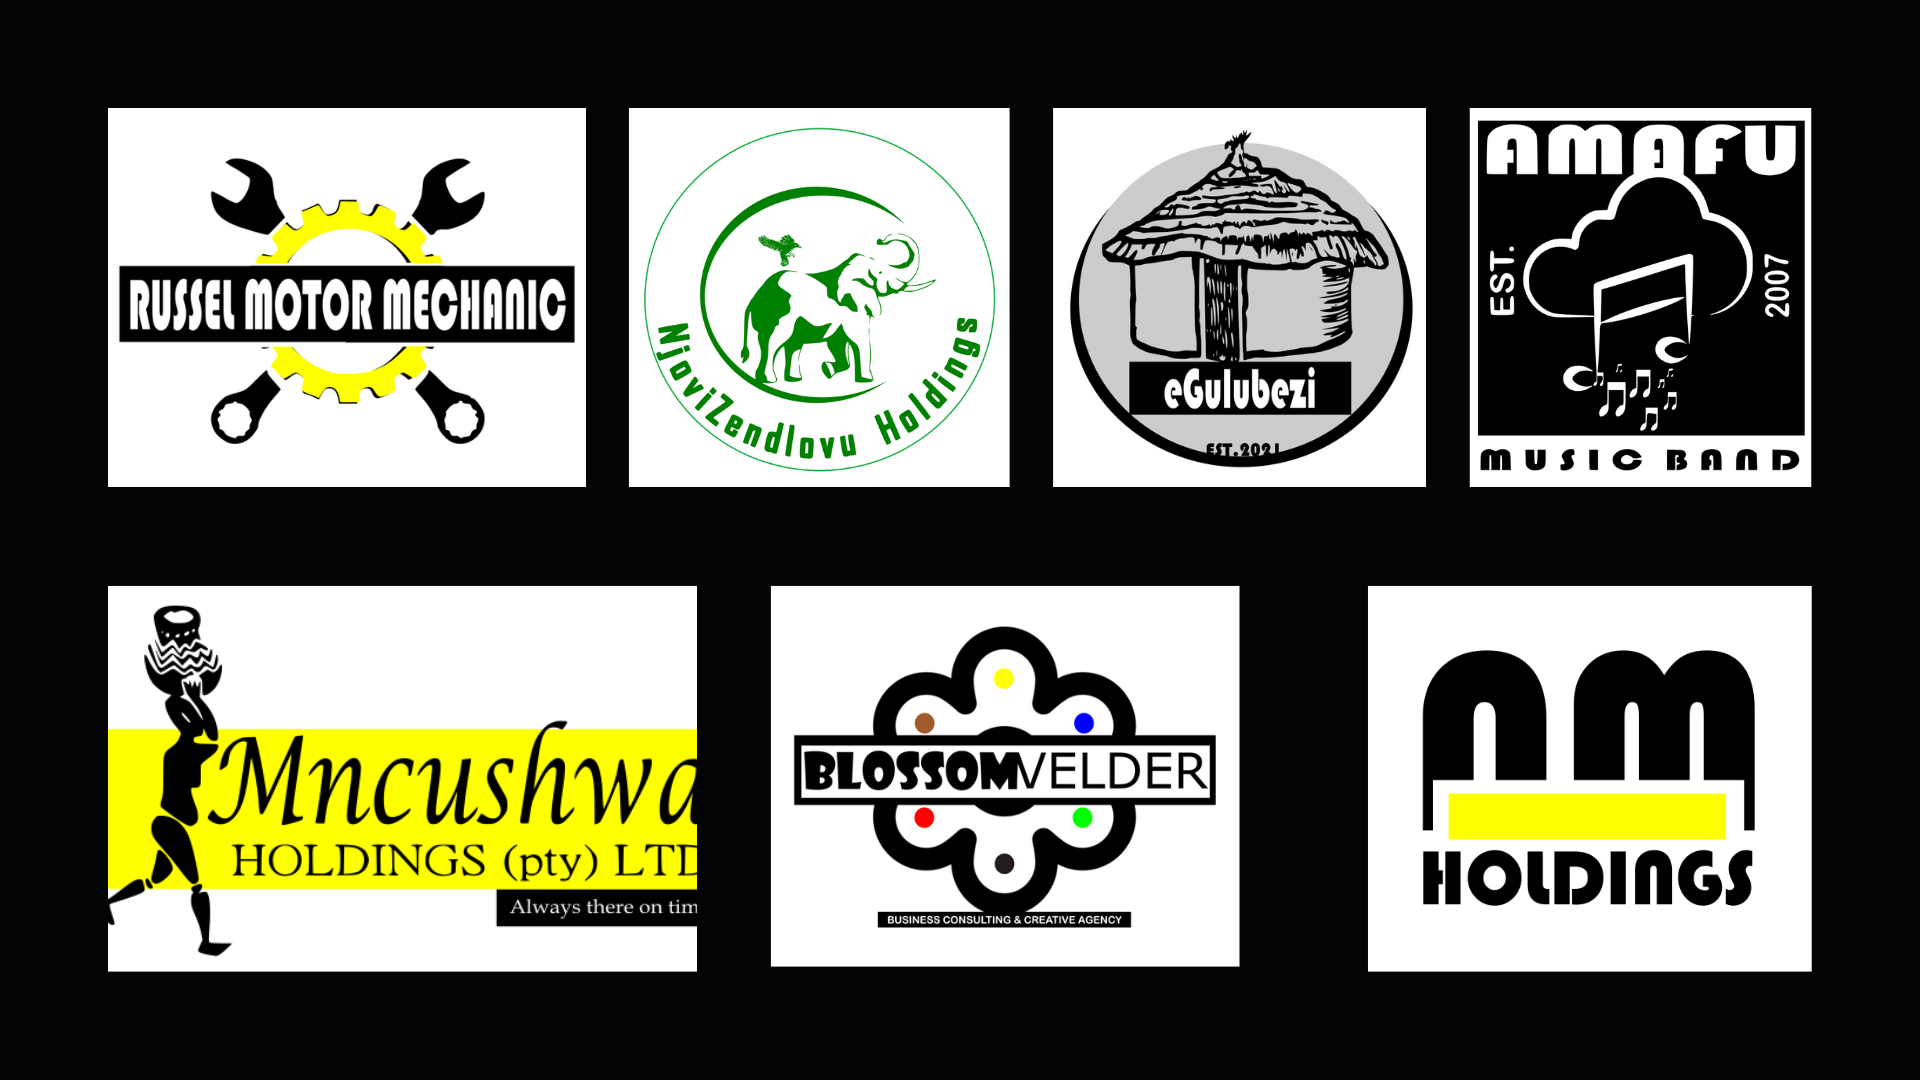 RUSSEL MOTOR MECHANIC
NjoviZendlovu Holdings
eGulubezi
EST.2021
AMAFU
EST.
2007
MUSIC BAND
Mncushwa
HOLDINGS (pty) LTD
Always there on tim
BLOSSOMVELDER
BUSINESS CONSULTING & CREATIVE AGENCY
nm
HOLDINGS